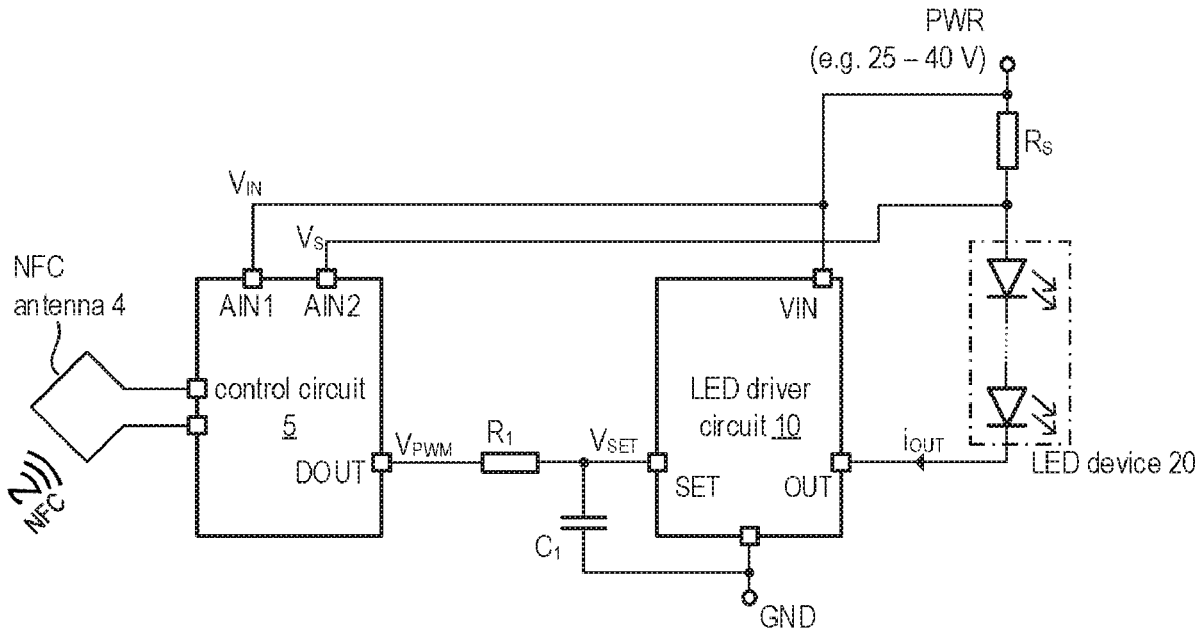 PWR
(e.g. 25 – 40 V)
RS
VIN
VS
NFC
antenna 4
AIN1
AIN2
VIN
control circuit
5
LED driver
circuit 10
VPWM
R1
VSET
iOUT
DOUT
SET
OUT
LED device 20
NFC
C1
GND